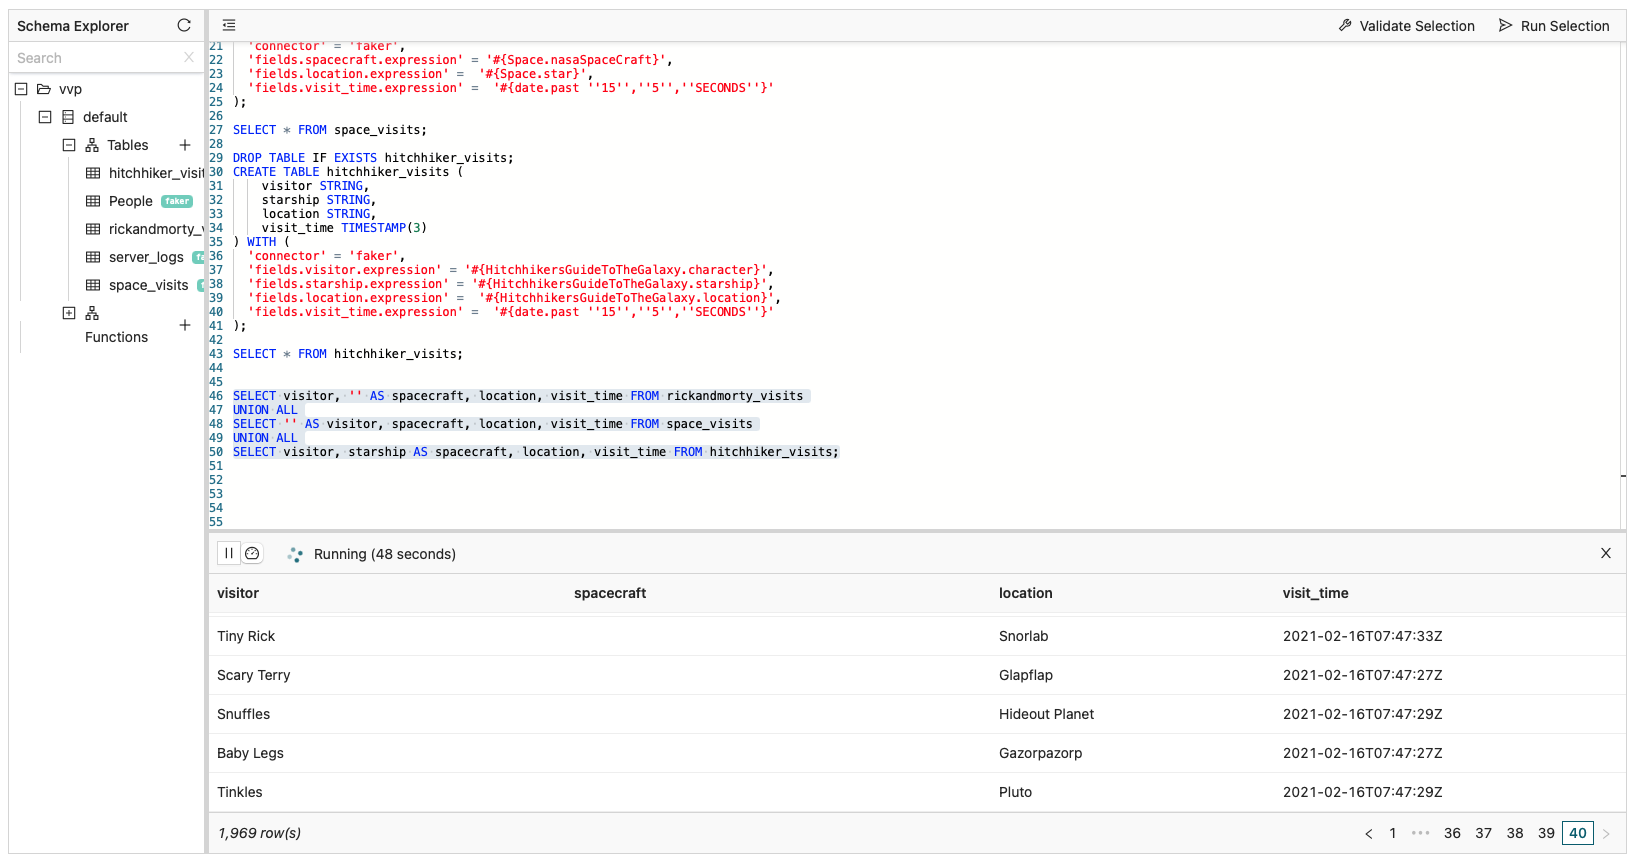 Schema Explorer
Validate Selection
Run Selection
Search
vvp
default
Tables
hitchhiker_visit
People faker
rickandmorty_v
server_logs
space_visits
Functions
21 'connector' = 'faker',
22 'fields.spacecraft.expression' = '#{Space.nasaSpaceCraft}',
23 'fields.location.expression' =  '#{Space.star}',
24 'fields.visit_time.expression' =  '#{date.past ''15'',''5'',''SECONDS''}'
25 );
26
27 SELECT * FROM space_visits;
28
29 DROP TABLE IF EXISTS hitchhiker_visits;
30 CREATE TABLE hitchhiker_visits (
31 visitor STRING,
32 starship STRING,
33 location STRING,
34 visit_time TIMESTAMP(3)
35 ) WITH (
36 'connector' = 'faker',
37 'fields.visitor.expression' = '#{HitchhikersGuideToTheGalaxy.character}',
38 'fields.starship.expression' = '#{HitchhikersGuideToTheGalaxy.starship}',
39 'fields.location.expression' =  '#{HitchhikersGuideToTheGalaxy.location}',
40 'fields.visit_time.expression' =  '#{date.past ''15'',''5'',''SECONDS''}'
41 );
42
43 SELECT * FROM hitchhiker_visits;
44
45
46 SELECT visitor, '' AS spacecraft, location, visit_time FROM rickandmorty_visits
47 UNION ALL
48 SELECT '' AS visitor, spacecraft, location, visit_time FROM space_visits
49 UNION ALL
50 SELECT visitor, starship AS spacecraft, location, visit_time FROM hitchhiker_visits;
51
52
53
54
55
Running (48 seconds)
visitor spacecraft location visit_time
Tiny Rick Snorlab 2021-02-16T07:47:33Z
Scary Terry Glapflap 2021-02-16T07:47:27Z
Snuffles Hideout Planet 2021-02-16T07:47:29Z
Baby Legs Gazorpazorp 2021-02-16T07:47:27Z
Tinkles Pluto 2021-02-16T07:47:29Z
1,969 row(s)
< 1 ••• 36 37 38 39 40 >